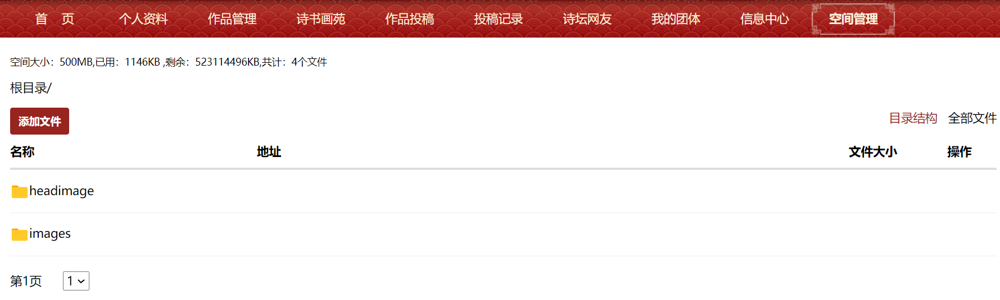 首 页 个人资料 作品管理 诗书画苑 作品投稿 投稿记录 诗坛网友 我的团体 信息中心 空间管理
空间大小：500MB,已用：1146KB ,剩余：523114496KB,共计：4个文件
根目录/
添加文件 目录结构 全部文件
名称 地址 文件大小 操作
headimage
images
第1页 1